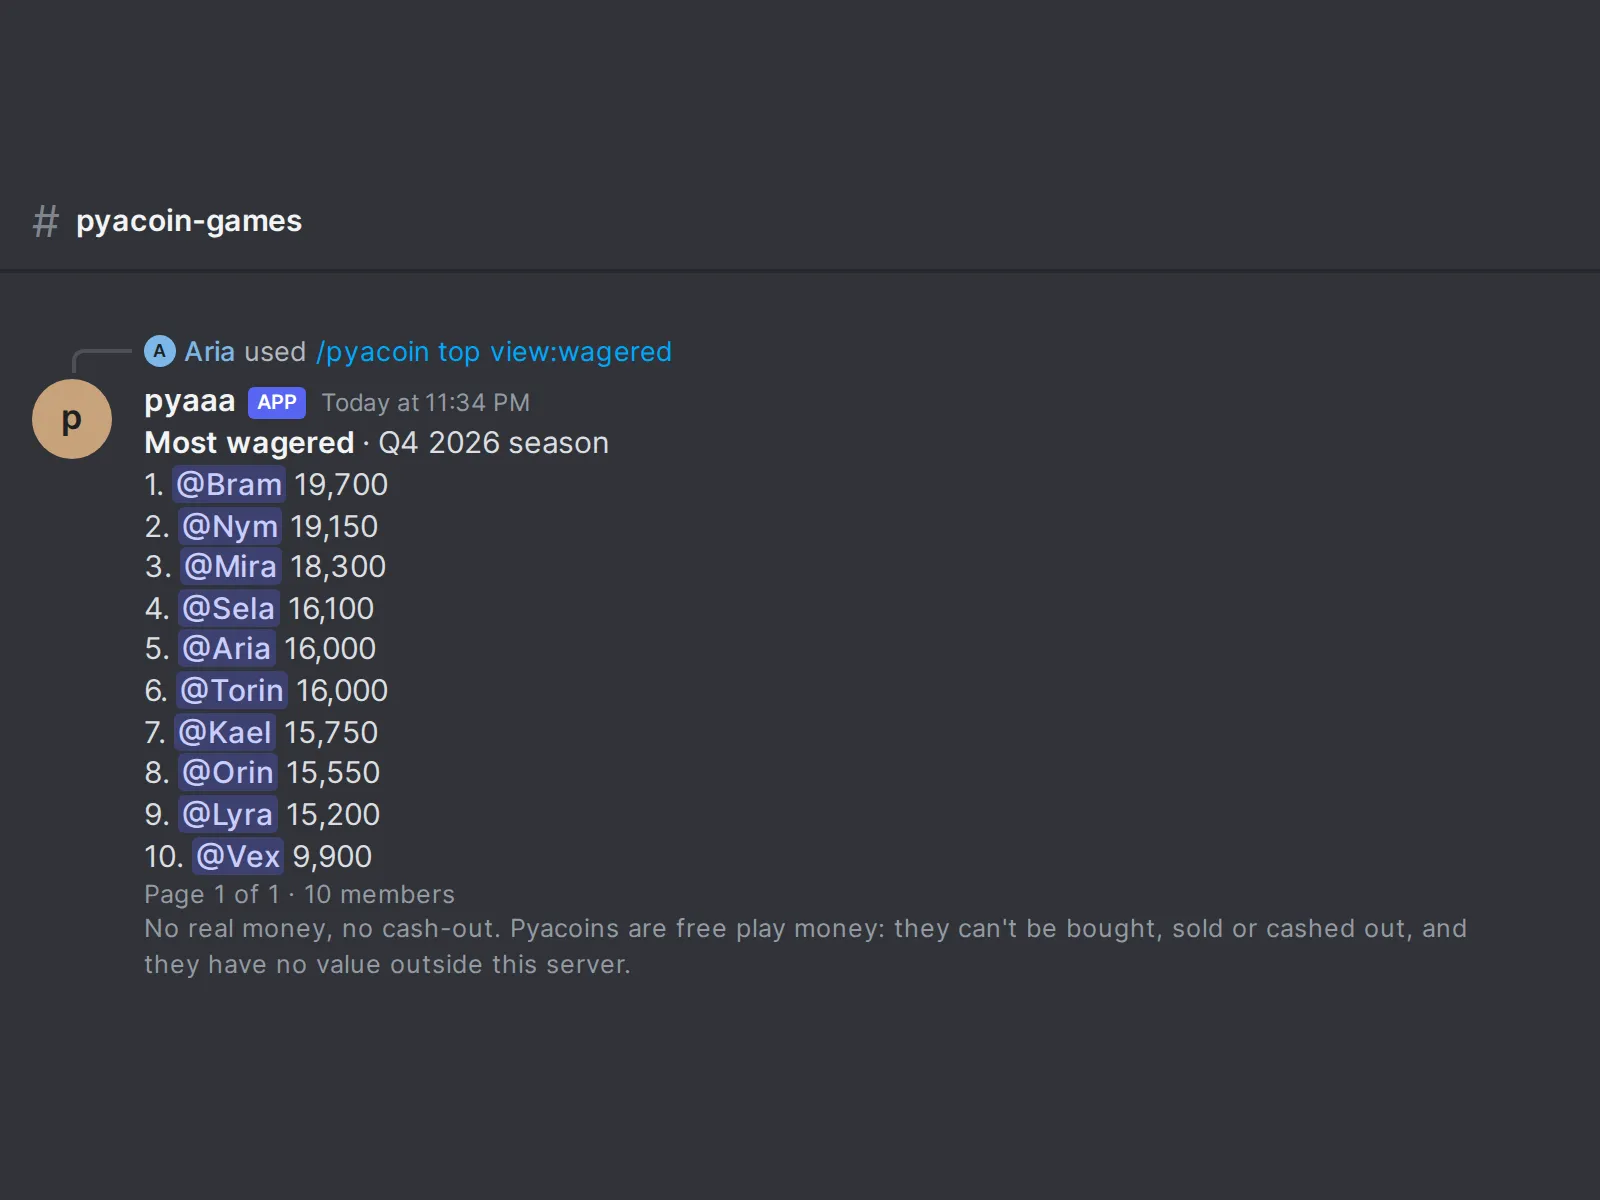 # pyacoin-games
A Aria used /pyacoin top view:wagered
p
pyaaa APP Today at 11:34 PM
Most wagered · Q4 2026 season
1. @Bram 19,700
2. @Nym 19,150
3. @Mira 18,300
4. @Sela 16,100
5. @Aria 16,000
6. @Torin 16,000
7. @Kael 15,750
8. @Orin 15,550
9. @Lyra 15,200
10. @Vex 9,900
Page 1 of 1 · 10 members
No real money, no cash-out. Pyacoins are free play money: they can't be bought, sold or cashed out, and
they have no value outside this server.